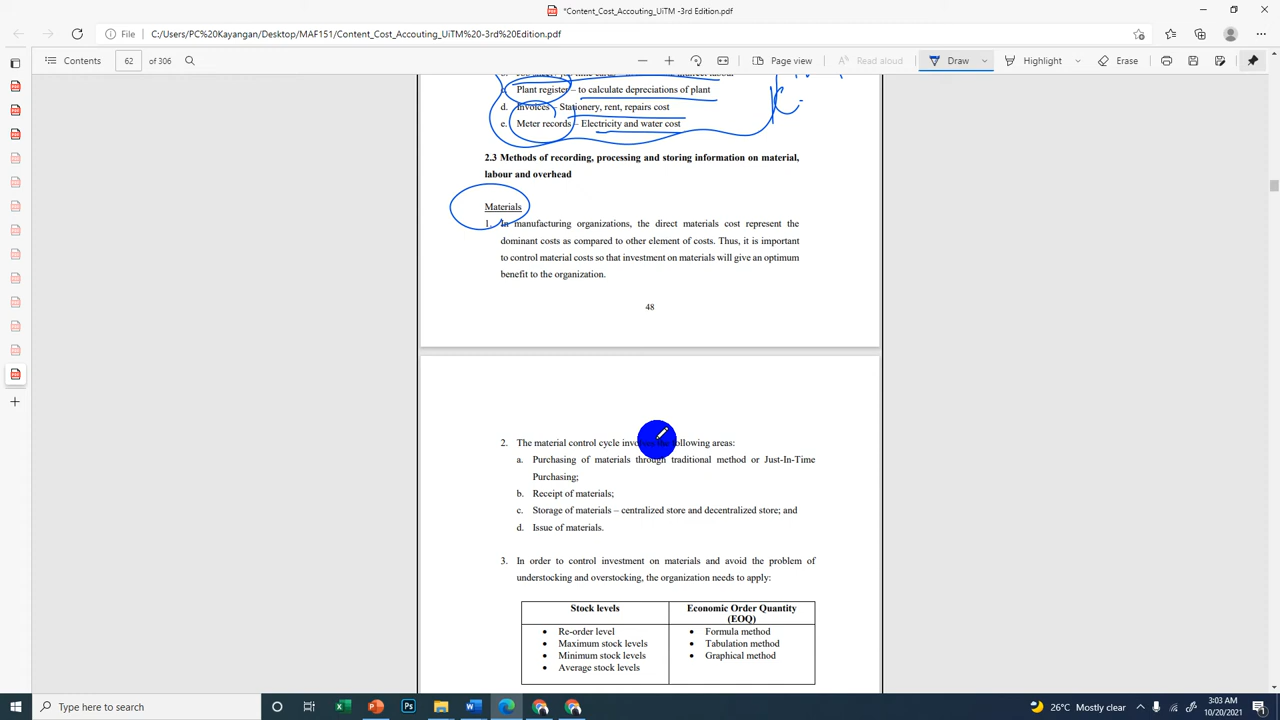 *Content_Cost_Accouting_UiTM -3rd Edition.pdf
File C:/Users/PC%20Kayangan/Desktop/MAF151/Content_Cost_Accouting_UiTM%20-3rd%20Edition.pdf
Contents 62 of 306 Page view Read aloud Draw Highlight Erase
Plant register – to calculate depreciations of plant
d. Invoices – Stationery, rent, repairs cost
e. Meter records – Electricity and water cost
2.3 Methods of recording, processing and storing information on material,
labour and overhead
Materials
1. In manufacturing organizations, the direct materials cost represent the
dominant costs as compared to other element of costs. Thus, it is important
to control material costs so that investment on materials will give an optimum
benefit to the organization.
48
2. The material control cycle involves the following areas:
a. Purchasing of materials through traditional method or Just-In-Time
Purchasing;
b. Receipt of materials;
c. Storage of materials – centralized store and decentralized store; and
d. Issue of materials.
3. In order to control investment on materials and avoid the problem of
understocking and overstocking, the organization needs to apply:
Stock levels
• Re-order level
• Maximum stock levels
• Minimum stock levels
• Average stock levels
Economic Order Quantity
(EOQ)
• Formula method
• Tabulation method
• Graphical method
Type here to search
26°C Mostly clear
3:03 AM
10/20/2021